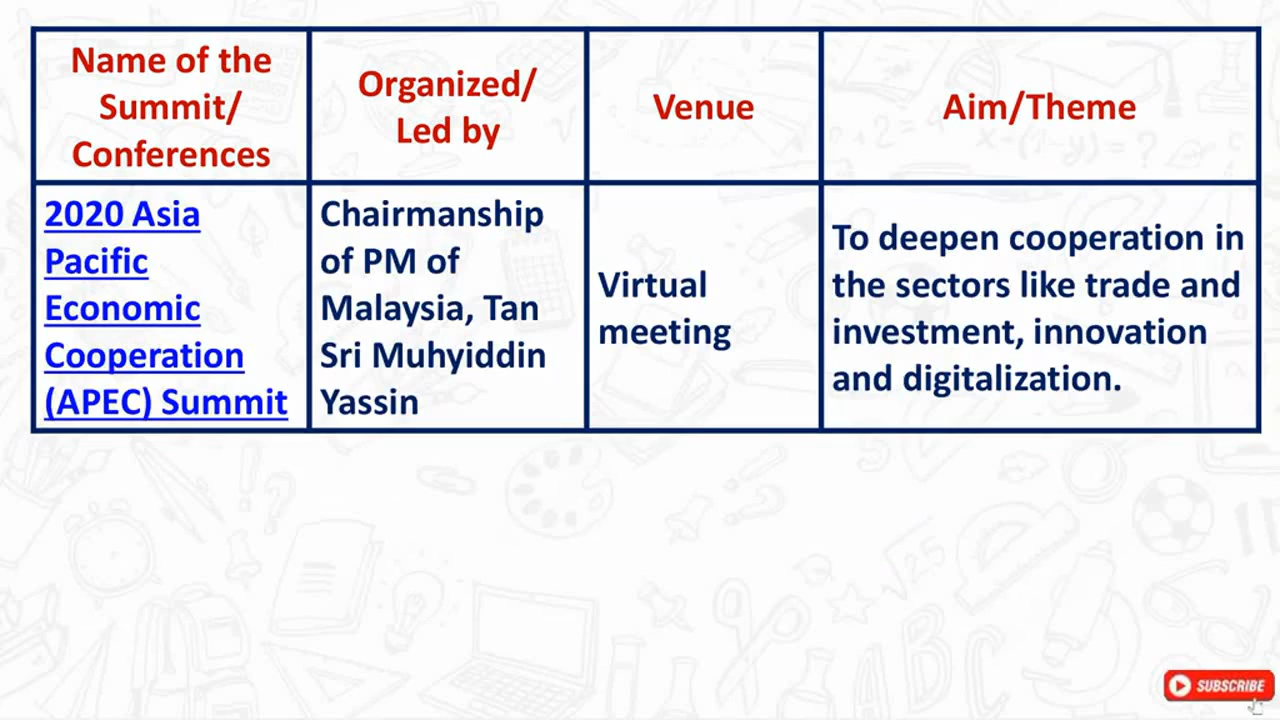 Name of the
Summit/
Conferences
Organized/
Led by
Venue
Aim/Theme
2020 Asia
Pacific
Economic
Cooperation
(APEC) Summit
Chairmanship
of PM of
Malaysia, Tan
Sri Muhyiddin
Yassin
Virtual
meeting
To deepen cooperation in
the sectors like trade and
investment, innovation
and digitalization.
√25
ABC
SUBSCRIBE